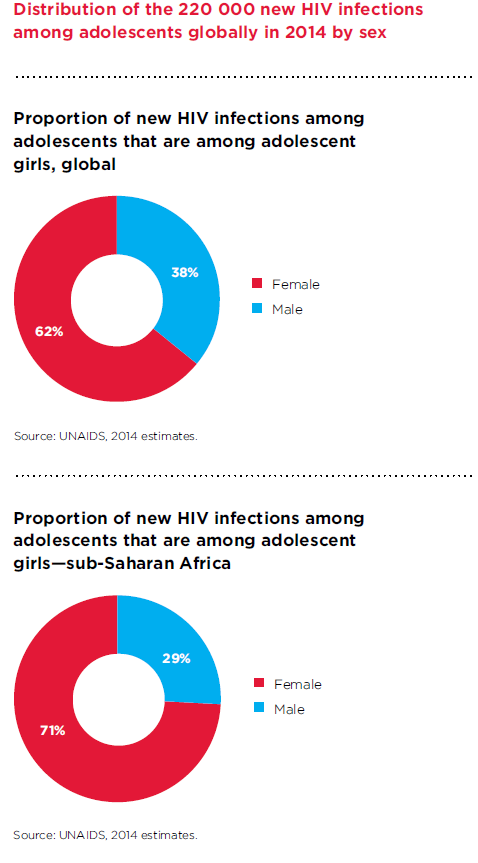 Distribution of the 220 000 new HIV infections
among adolescents globally in 2014 by sex
Proportion of new HIV infections among
adolescents that are among adolescent
girls, global
38%
62%
Female
Male
Source: UNAIDS, 2014 estimates.
Proportion of new HIV infections among
adolescents that are among adolescent
girls—sub-Saharan Africa
29%
71%
Female
Male
Source: UNAIDS, 2014 estimates.